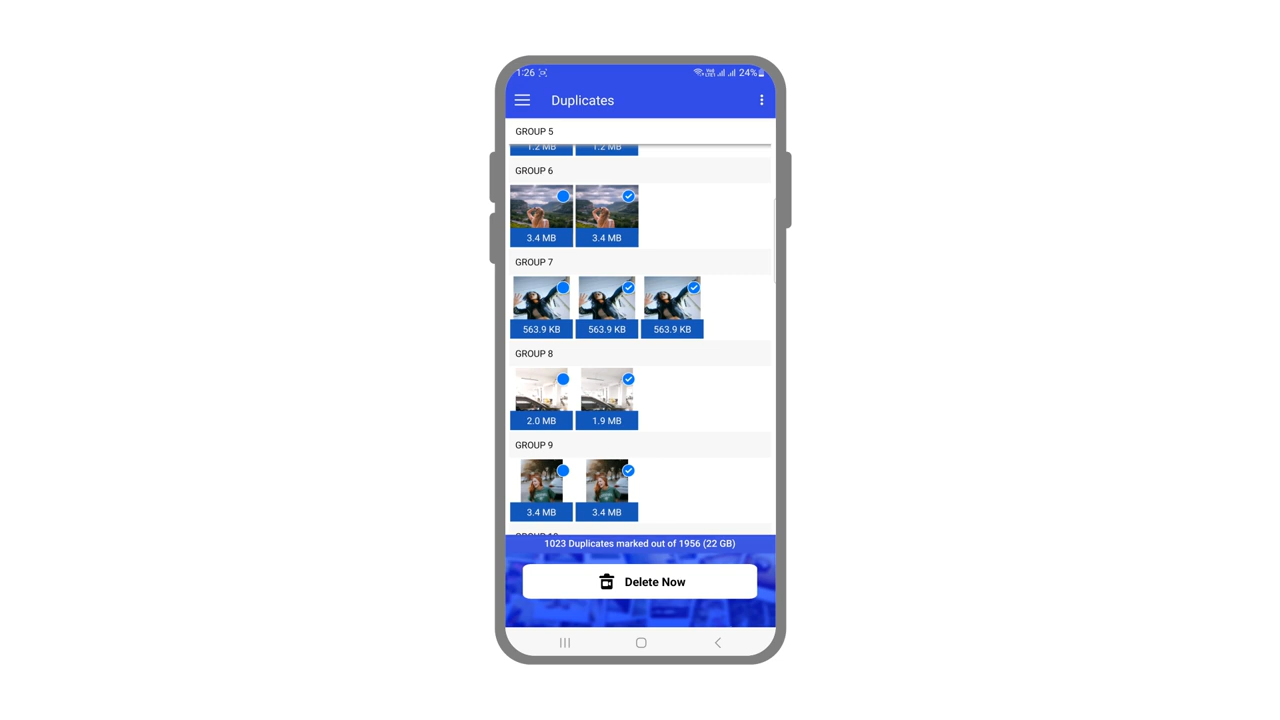 1:26 24%
Duplicates
GROUP 5
1.2 MB 1.2 MB
GROUP 6
3.4 MB 3.4 MB
GROUP 7
563.9 KB 563.9 KB 563.9 KB
GROUP 8
2.0 MB 1.9 MB
GROUP 9
3.4 MB 3.4 MB
1023 Duplicates marked out of 1956 (22 GB)
Delete Now